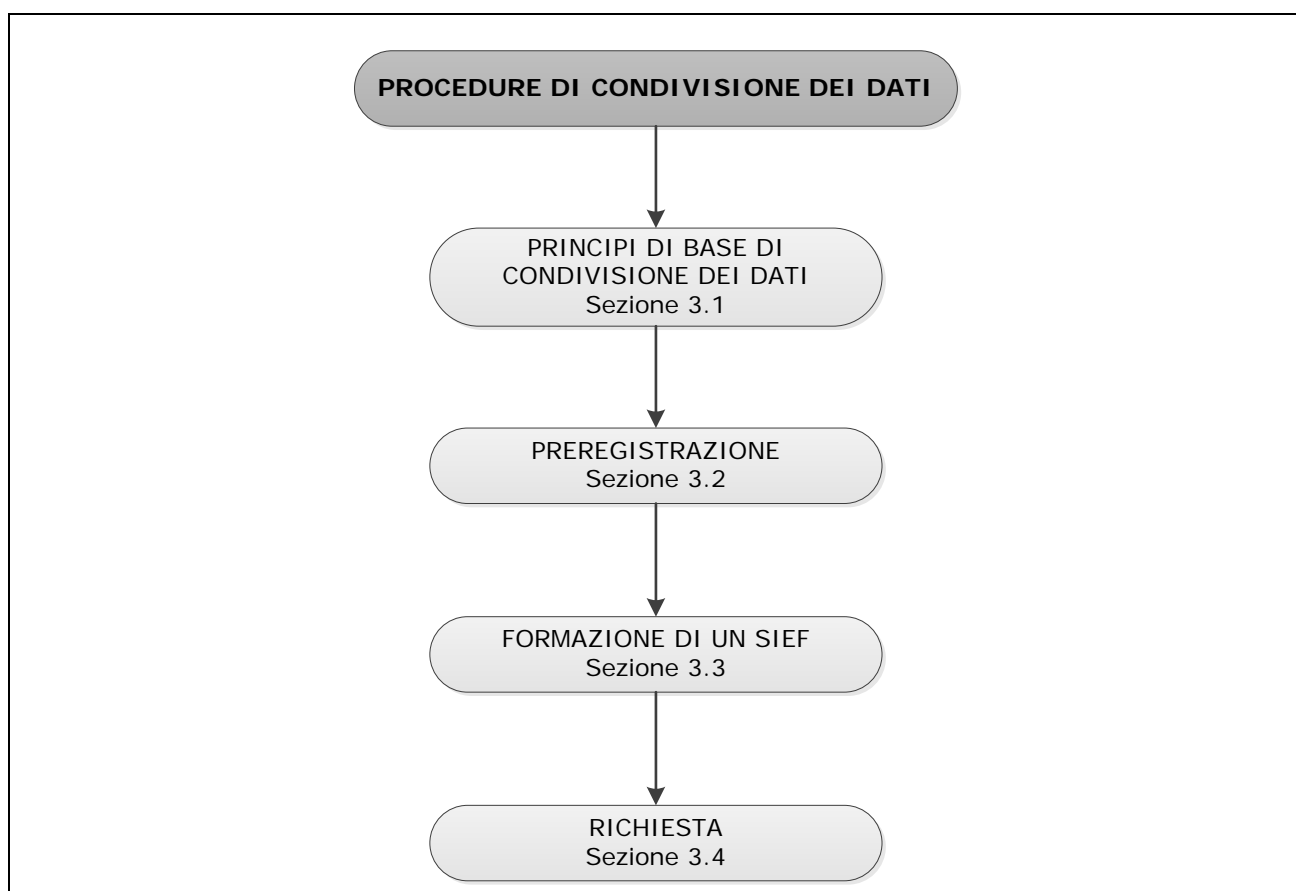 PROCEDURE DI CONDIVISIONE DEI DATI
PRINCIPI DI BASE DI
CONDIVISIONE DEI DATI
Sezione 3.1
PREREGISTRAZIONE
Sezione 3.2
FORMAZIONE DI UN SIEF
Sezione 3.3
RICHIESTA
Sezione 3.4